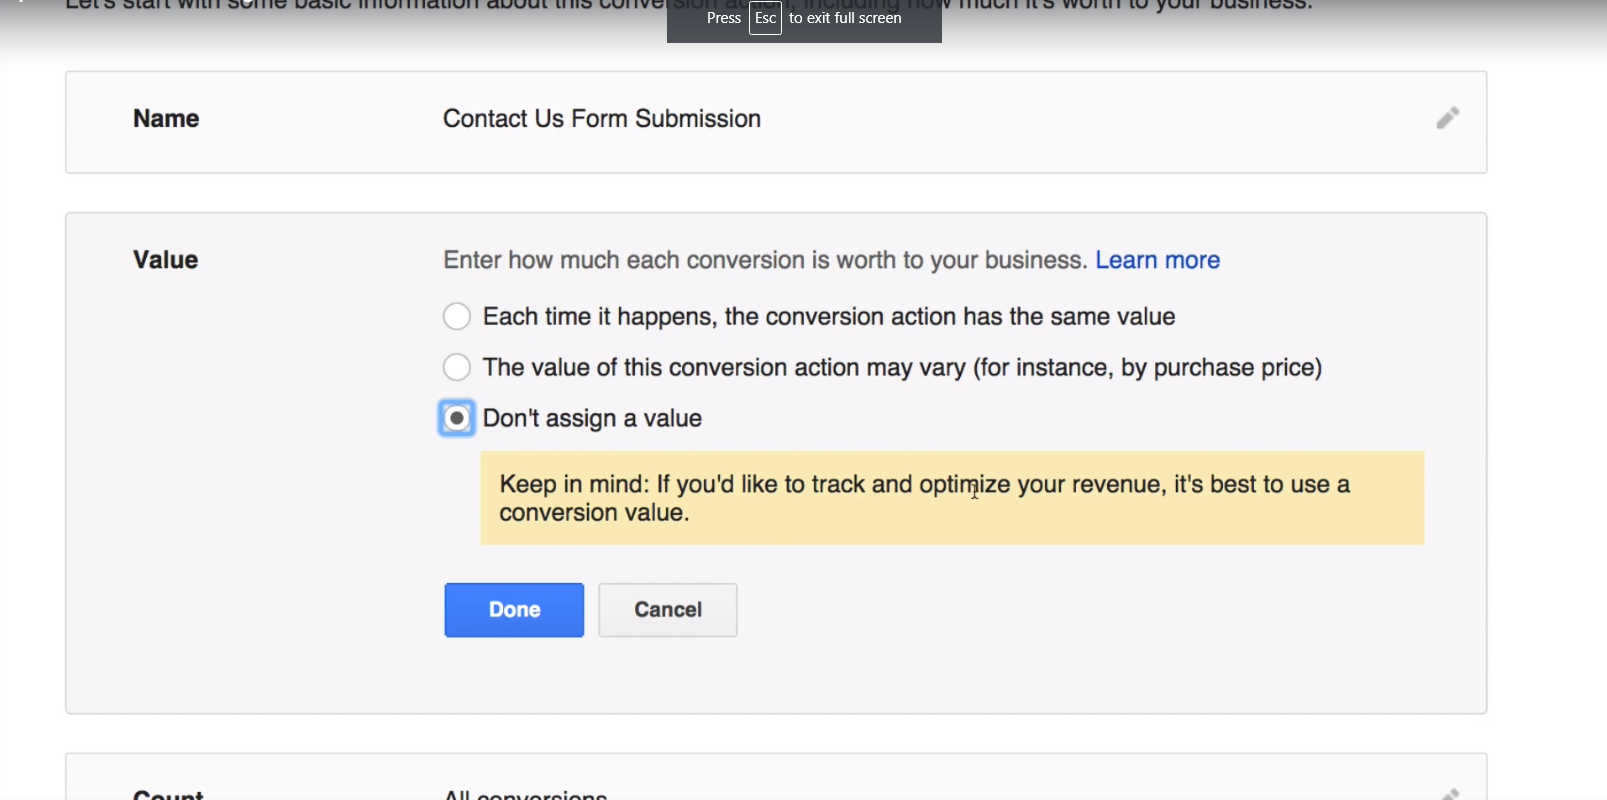 Let's start with some basic information about this conversion action, including how much it's worth to your business.
Press Esc to exit full screen
Name
Contact Us Form Submission
Value
Enter how much each conversion is worth to your business. Learn more
Each time it happens, the conversion action has the same value
The value of this conversion action may vary (for instance, by purchase price)
Don't assign a value
Keep in mind: If you'd like to track and optimize your revenue, it's best to use a
conversion value.
Done
Cancel
Count
All conversions